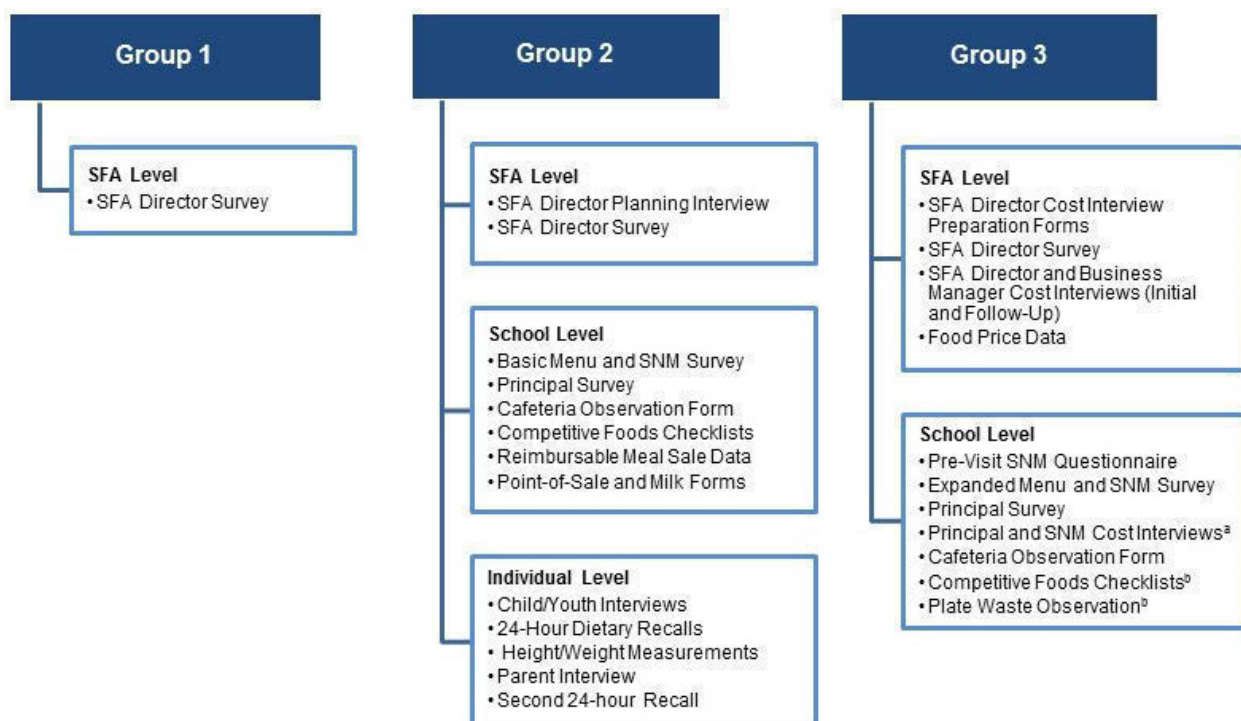 Group 1
SFA Level
• SFA Director Survey
Group 2
SFA Level
• SFA Director Planning Interview
• SFA Director Survey
School Level
• Basic Menu and SNM Survey
• Principal Survey
• Cafeteria Observation Form
• Competitive Foods Checklists
• Reimbursable Meal Sale Data
• Point-of-Sale and Milk Forms
Individual Level
• Child/Youth Interviews
• 24-Hour Dietary Recalls
• Height/Weight Measurements
• Parent Interview
• Second 24-hour Recall
Group 3
SFA Level
• SFA Director Cost Interview
Preparation Forms
• SFA Director Survey
• SFA Director and Business
Manager Cost Interviews (Initial
and Follow-Up)
• Food Price Data
School Level
• Pre-Visit SNM Questionnaire
• Expanded Menu and SNM Survey
• Principal Survey
• Principal and SNM Cost Interviewsᵃ
• Cafeteria Observation Form
• Competitive Foods Checklistsᵇ
• Plate Waste Observationᵇ